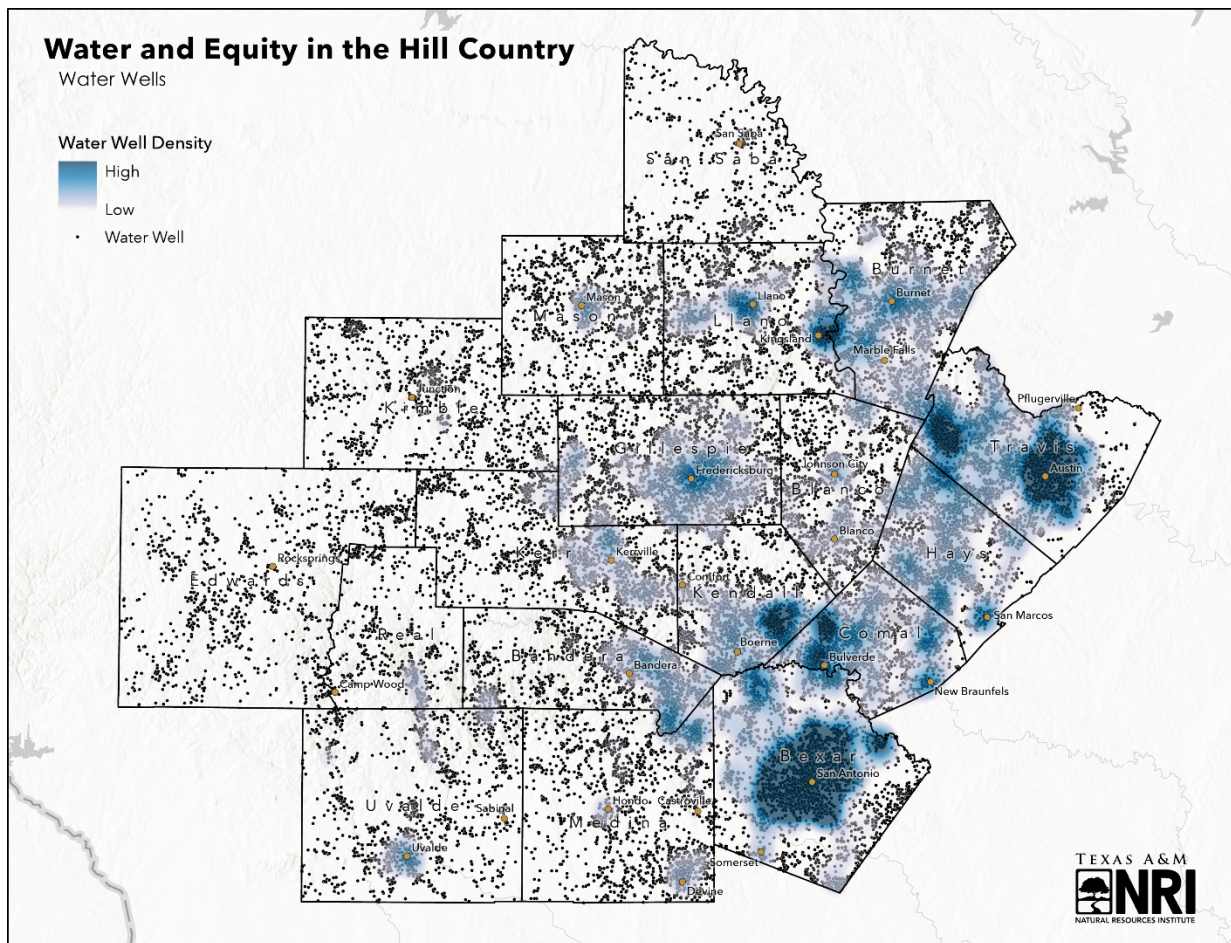 Water and Equity in the Hill Country
Water Wells
Water Well Density
High
Low
Water Well
San Saba
San Saba
Burnet
Burnet
Mason
Mason
Llano
Llano
Kingsland
Marble Falls
Junction
Kimble
Pflugerville
Travis
Austin
Gillespie
Fredericksburg
Johnson City
Blanco
Blanco
Kerr
Kerrville
Hays
Rocksprings
Edwards
Comfort
Kendall
San Marcos
Real
Comal
Boerne
Bandera
Bandera
Bulverde
Camp Wood
New Braunfels
Bexar
San Antonio
Uvalde
Sabinal
Hondo
Castroville
Medina
Uvalde
Somerset
Devine
TEXAS A&M
NRI
NATURAL RESOURCES INSTITUTE